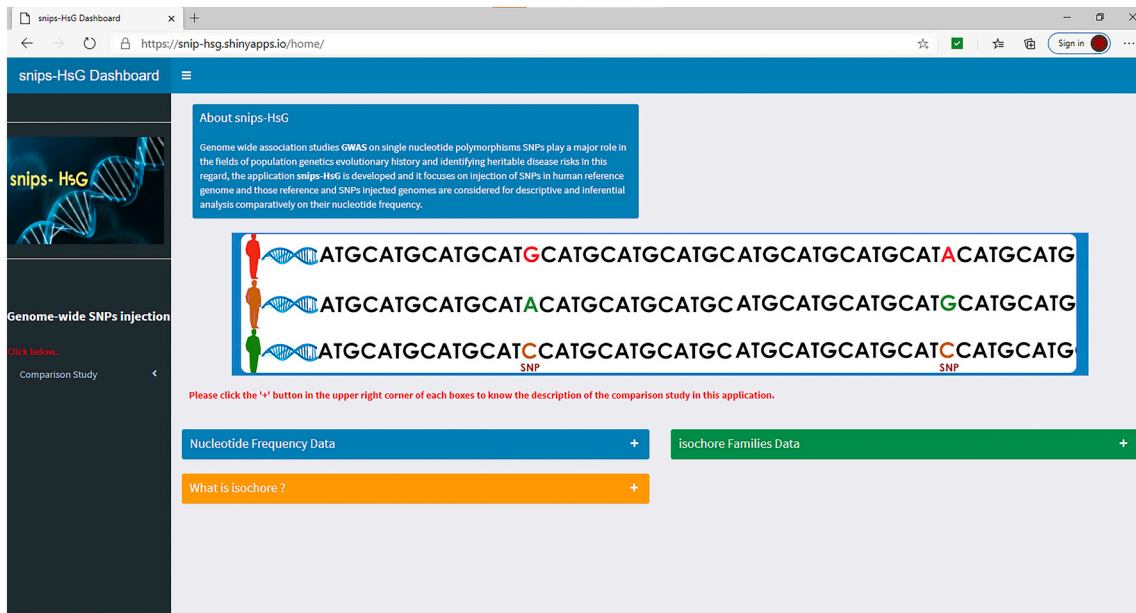 snips-HsG Dashboard
https://snip-hsg.shinyapps.io/home/
Sign in
snips-HsG Dashboard
About snips-HsG
Genome wide association studies GWAS on single nucleotide polymorphisms SNPs play a major role in
the fields of population genetics evolutionary history and identifying heritable disease risks In this
regard, the application snips-HsG is developed and it focuses on injection of SNPs in human reference
genome and those reference and SNPs injected genomes are considered for descriptive and inferential
analysis comparatively on their nucleotide frequency.
snips- HsG
ATGCATGCATGCATGCATGCATGCATGCATGCATGCATGCATACATGCATG
ATGCATGCATGCATACATGCATGCATGC ATGCATGCATGCATGCATGCATG
ATGCATGCATGCATCCATGCATGCATGC ATGCATGCATGCATCCATGCATG
SNP SNP
Genome-wide SNPs injection
Click below...
Comparison Study
Please click the '+' button in the upper right corner of each boxes to know the description of the comparison study in this application.
Nucleotide Frequency Data +
isochore Families Data +
What is isochore ? +